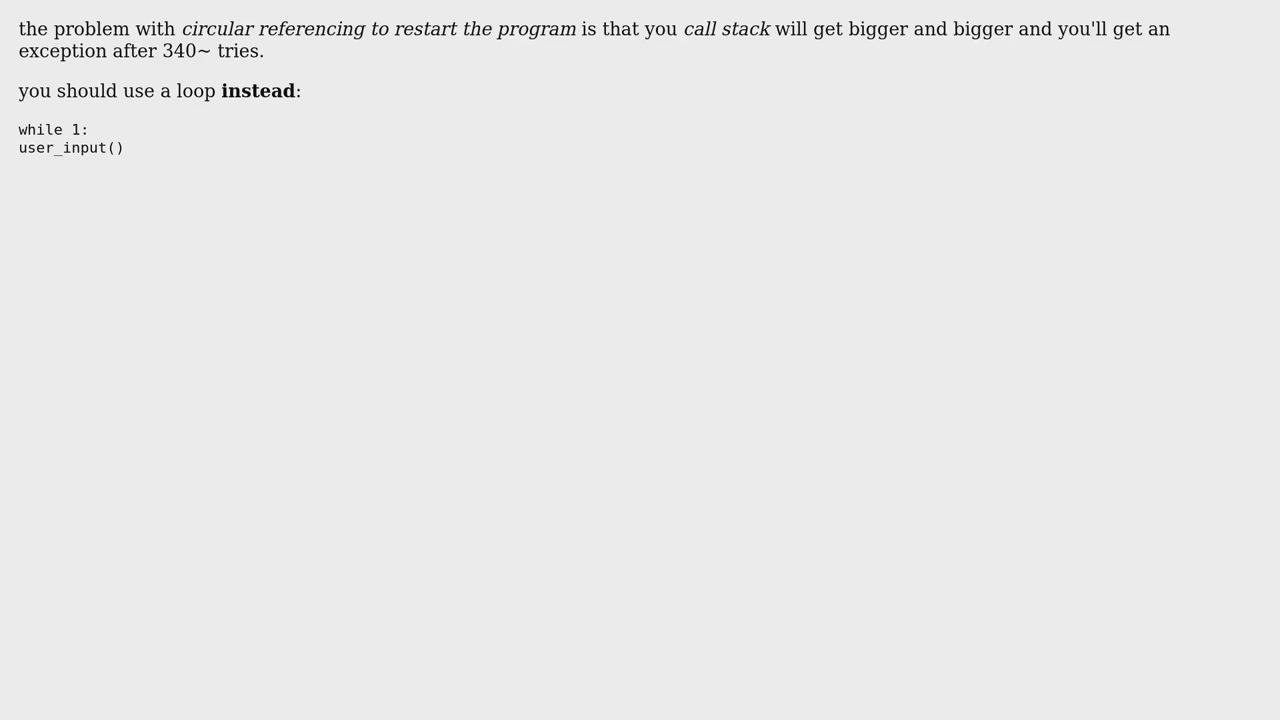 the problem with circular referencing to restart the program is that you call stack will get bigger and bigger and you'll get an
exception after 340~ tries.
you should use a loop instead:
while 1:
user_input()